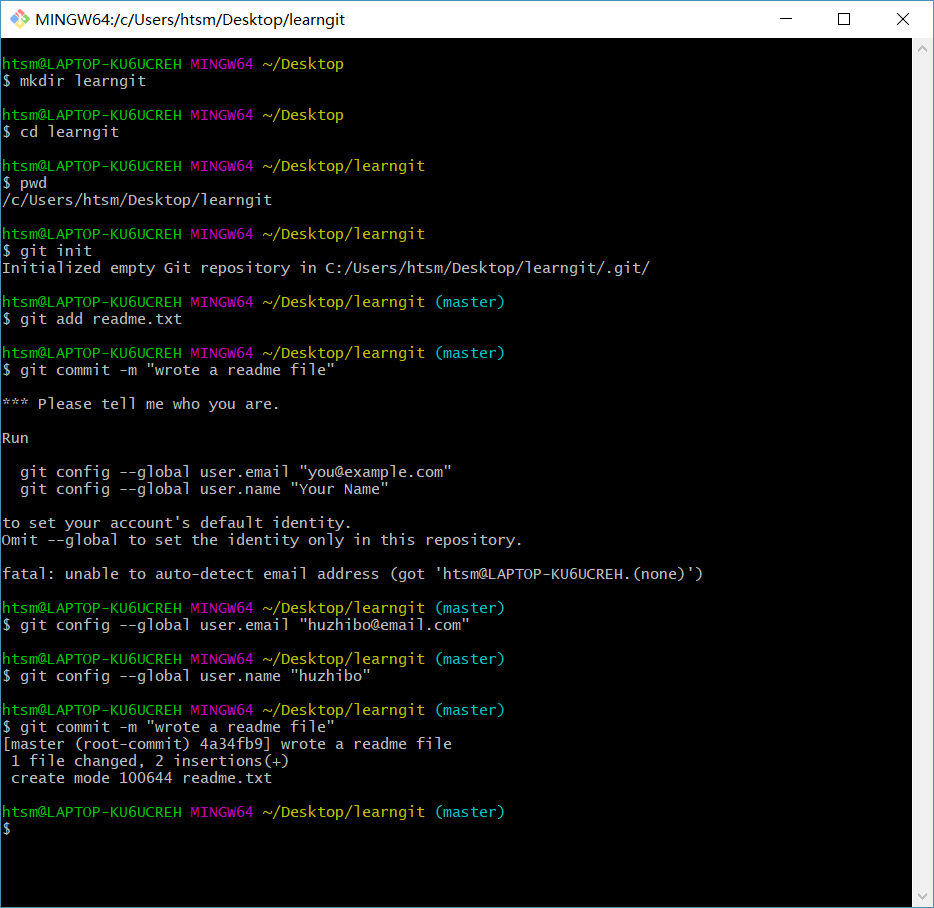 MINGW64:/c/Users/htsm/Desktop/learngit
htsm@LAPTOP-KU6UCREH MINGW64 ~/Desktop
$ mkdir learngit
htsm@LAPTOP-KU6UCREH MINGW64 ~/Desktop
$ cd learngit
htsm@LAPTOP-KU6UCREH MINGW64 ~/Desktop/learngit
$ pwd
/c/Users/htsm/Desktop/learngit
htsm@LAPTOP-KU6UCREH MINGW64 ~/Desktop/learngit
$ git init
Initialized empty Git repository in C:/Users/htsm/Desktop/learngit/.git/
htsm@LAPTOP-KU6UCREH MINGW64 ~/Desktop/learngit (master)
$ git add readme.txt
htsm@LAPTOP-KU6UCREH MINGW64 ~/Desktop/learngit (master)
$ git commit -m "wrote a readme file"
*** Please tell me who you are.
Run
  git config --global user.email "you@example.com"
  git config --global user.name "Your Name"
to set your account's default identity.
Omit --global to set the identity only in this repository.
fatal: unable to auto-detect email address (got 'htsm@LAPTOP-KU6UCREH.(none)')
htsm@LAPTOP-KU6UCREH MINGW64 ~/Desktop/learngit (master)
$ git config --global user.email "huzhibo@email.com"
htsm@LAPTOP-KU6UCREH MINGW64 ~/Desktop/learngit (master)
$ git config --global user.name "huzhibo"
htsm@LAPTOP-KU6UCREH MINGW64 ~/Desktop/learngit (master)
$ git commit -m "wrote a readme file"
[master (root-commit) 4a34fb9] wrote a readme file
 1 file changed, 2 insertions(+)
 create mode 100644 readme.txt
htsm@LAPTOP-KU6UCREH MINGW64 ~/Desktop/learngit (master)
$